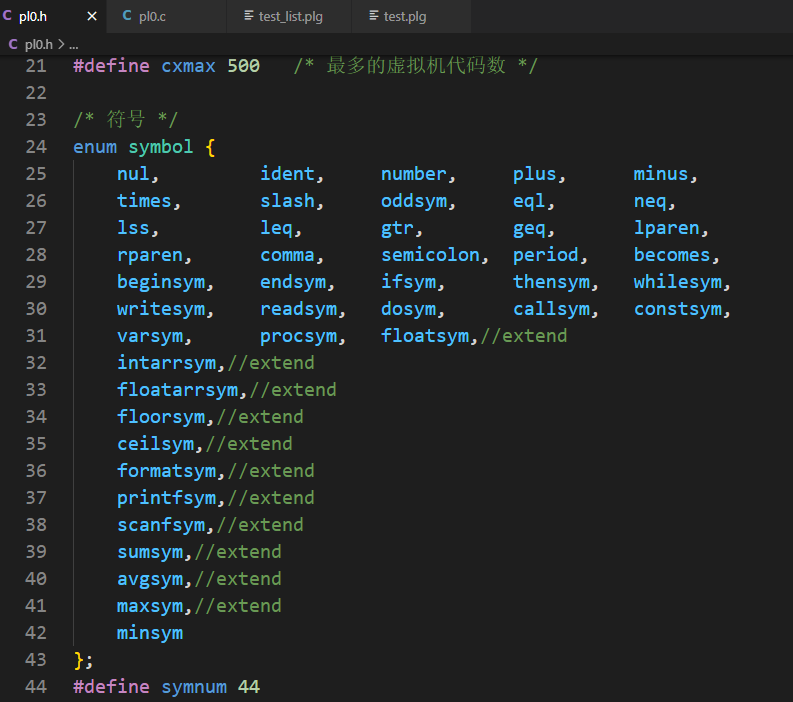 C pl0.h × C pl0.c test_list.plg test.plg
C pl0.h > ...
21 #define cxmax 500 /* 最多的虚拟机代码数 */
22
23 /* 符号 */
24 enum symbol {
25 nul, ident, number, plus, minus,
26 times, slash, oddsym, eql, neq,
27 lss, leq, gtr, geq, lparen,
28 rparen, comma, semicolon, period, becomes,
29 beginsym, endsym, ifsym, thensym, whilesym,
30 writesym, readsym, dosym, callsym, constsym,
31 varsym, procsym, floatsym,//extend
32 intarrsym,//extend
33 floatarrsym,//extend
34 floorsym,//extend
35 ceilsym,//extend
36 formatsym,//extend
37 printfsym,//extend
38 scanfsym,//extend
39 sumsym,//extend
40 avgsym,//extend
41 maxsym,//extend
42 minsym
43 };
44 #define symnum 44